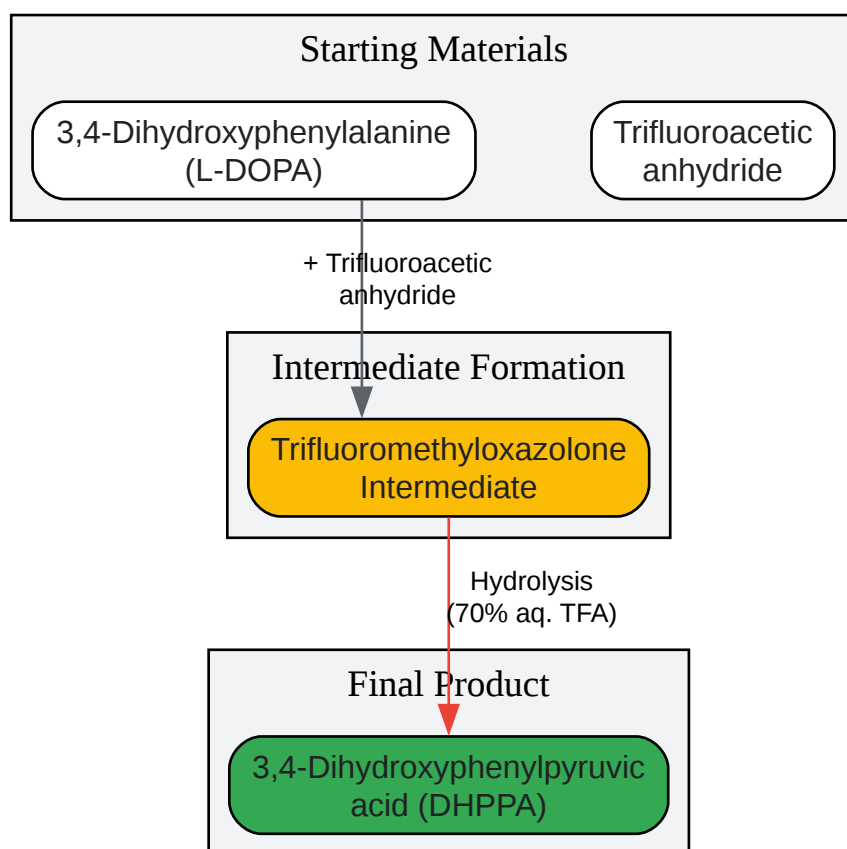 Starting Materials
3,4-Dihydroxyphenylalanine
(L-DOPA)
Trifluoroacetic
anhydride
+ Trifluoroacetic
anhydride
Intermediate Formation
Trifluoromethyloxazolone
Intermediate
Hydrolysis
(70% aq. TFA)
Final Product
3,4-Dihydroxyphenylpyruvic
acid (DHPPA)